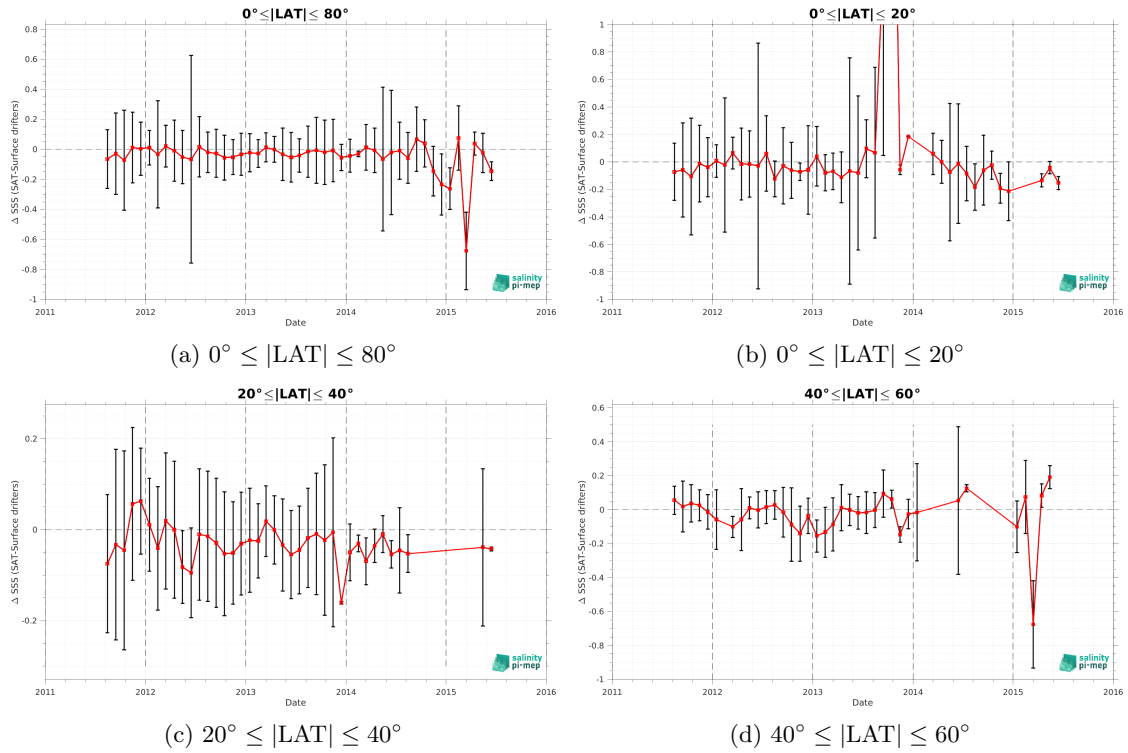 0°≤|LAT|≤ 80°
Δ SSS (SAT-Surface drifters)
0.8
0.6
0.4
0.2
0
-0.2
-0.4
-0.6
-0.8
-1
2011 2012 2013 2014 2015 2016
Date
salinity
pi-mep
(a) 0° ≤ |LAT| ≤ 80°
0°≤|LAT|≤ 20°
Δ SSS (SAT-Surface drifters)
1
0.8
0.6
0.4
0.2
0
-0.2
-0.4
-0.6
-0.8
-1
2011 2012 2013 2014 2015 2016
Date
salinity
pi-mep
(b) 0° ≤ |LAT| ≤ 20°
20°≤|LAT|≤ 40°
Δ SSS (SAT-Surface drifters)
0.2
0
-0.2
2011 2012 2013 2014 2015 2016
Date
salinity
pi-mep
(c) 20° ≤ |LAT| ≤ 40°
40°≤|LAT|≤ 60°
Δ SSS (SAT-Surface drifters)
0.6
0.4
0.2
0
-0.2
-0.4
-0.6
-0.8
-1
2011 2012 2013 2014 2015 2016
Date
salinity
pi-mep
(d) 40° ≤ |LAT| ≤ 60°